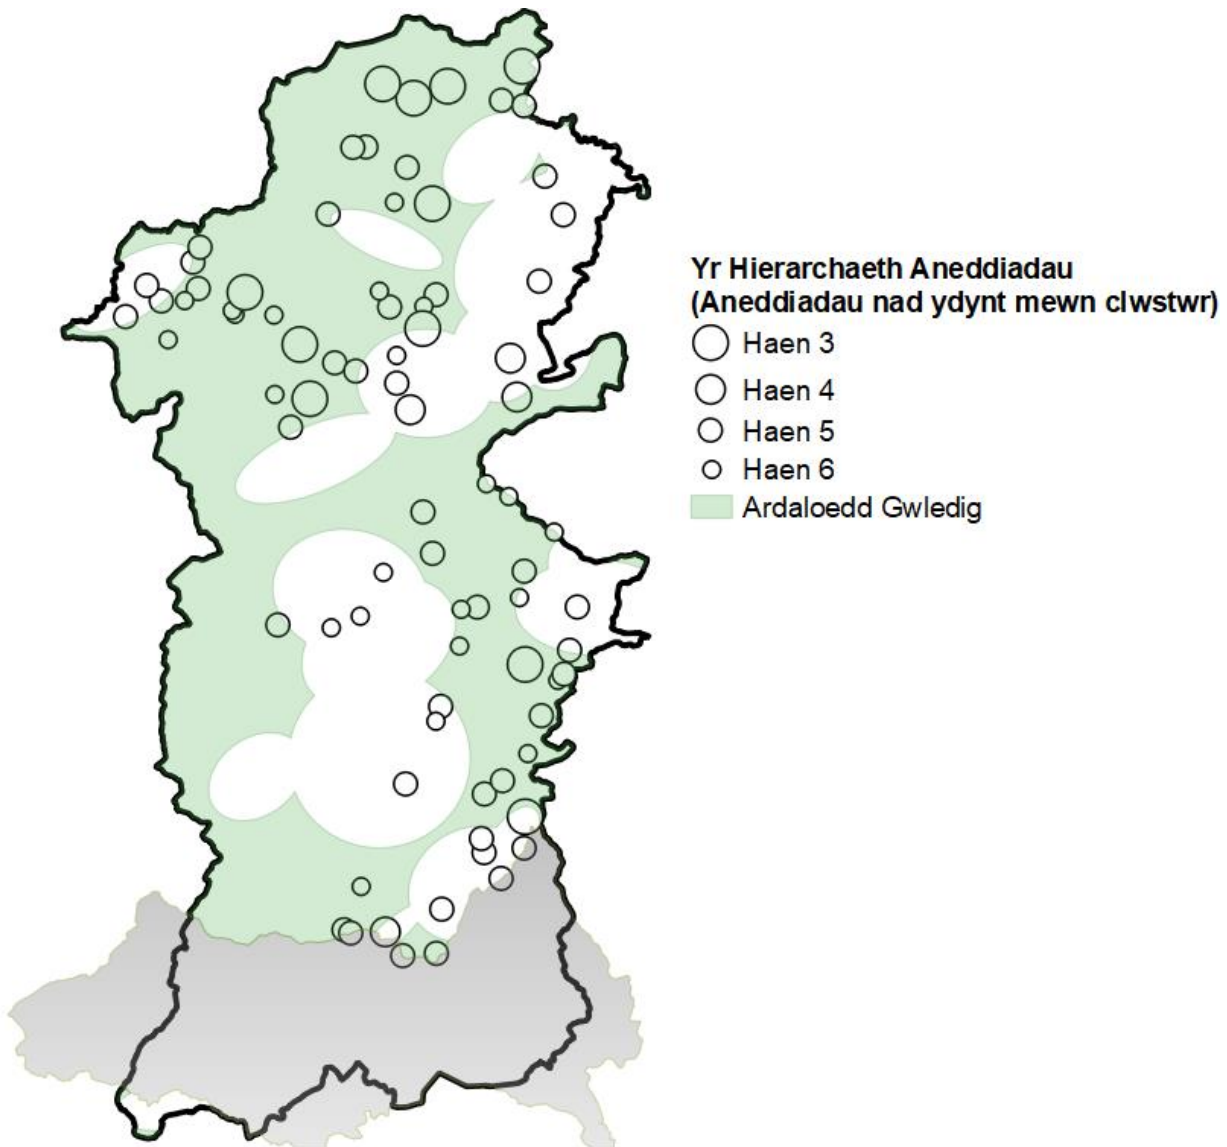 Yr Hierarchaeth Aneddiadau
(Aneddiadau nad ydynt mewn clwstwr)
Haen 3
Haen 4
Haen 5
Haen 6
Ardaloedd Gwledig